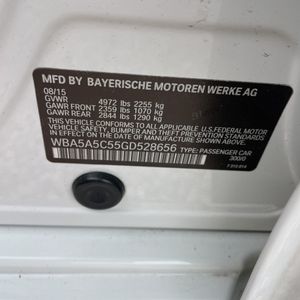 MFD BY BAYERISCHE MOTOREN WERKE AG
08/15
GVWR 4972 lbs 2255 kg
GAWR FRONT 2359 lbs 1070 kg
GAWR REAR 2844 lbs 1290 kg
THIS VEHICLE CONFORMS TO ALL APPLICABLE U.S.FEDERAL MOTOR
VEHICLE SAFETY, BUMPER, AND THEFT PREVENTION STANDARDS
IN EFFECT ON THE DATE OF MANUFACTURE SHOWN ABOVE.
WBA5A5C55GD528656 TYPE: PASSENGER CAR
300/0